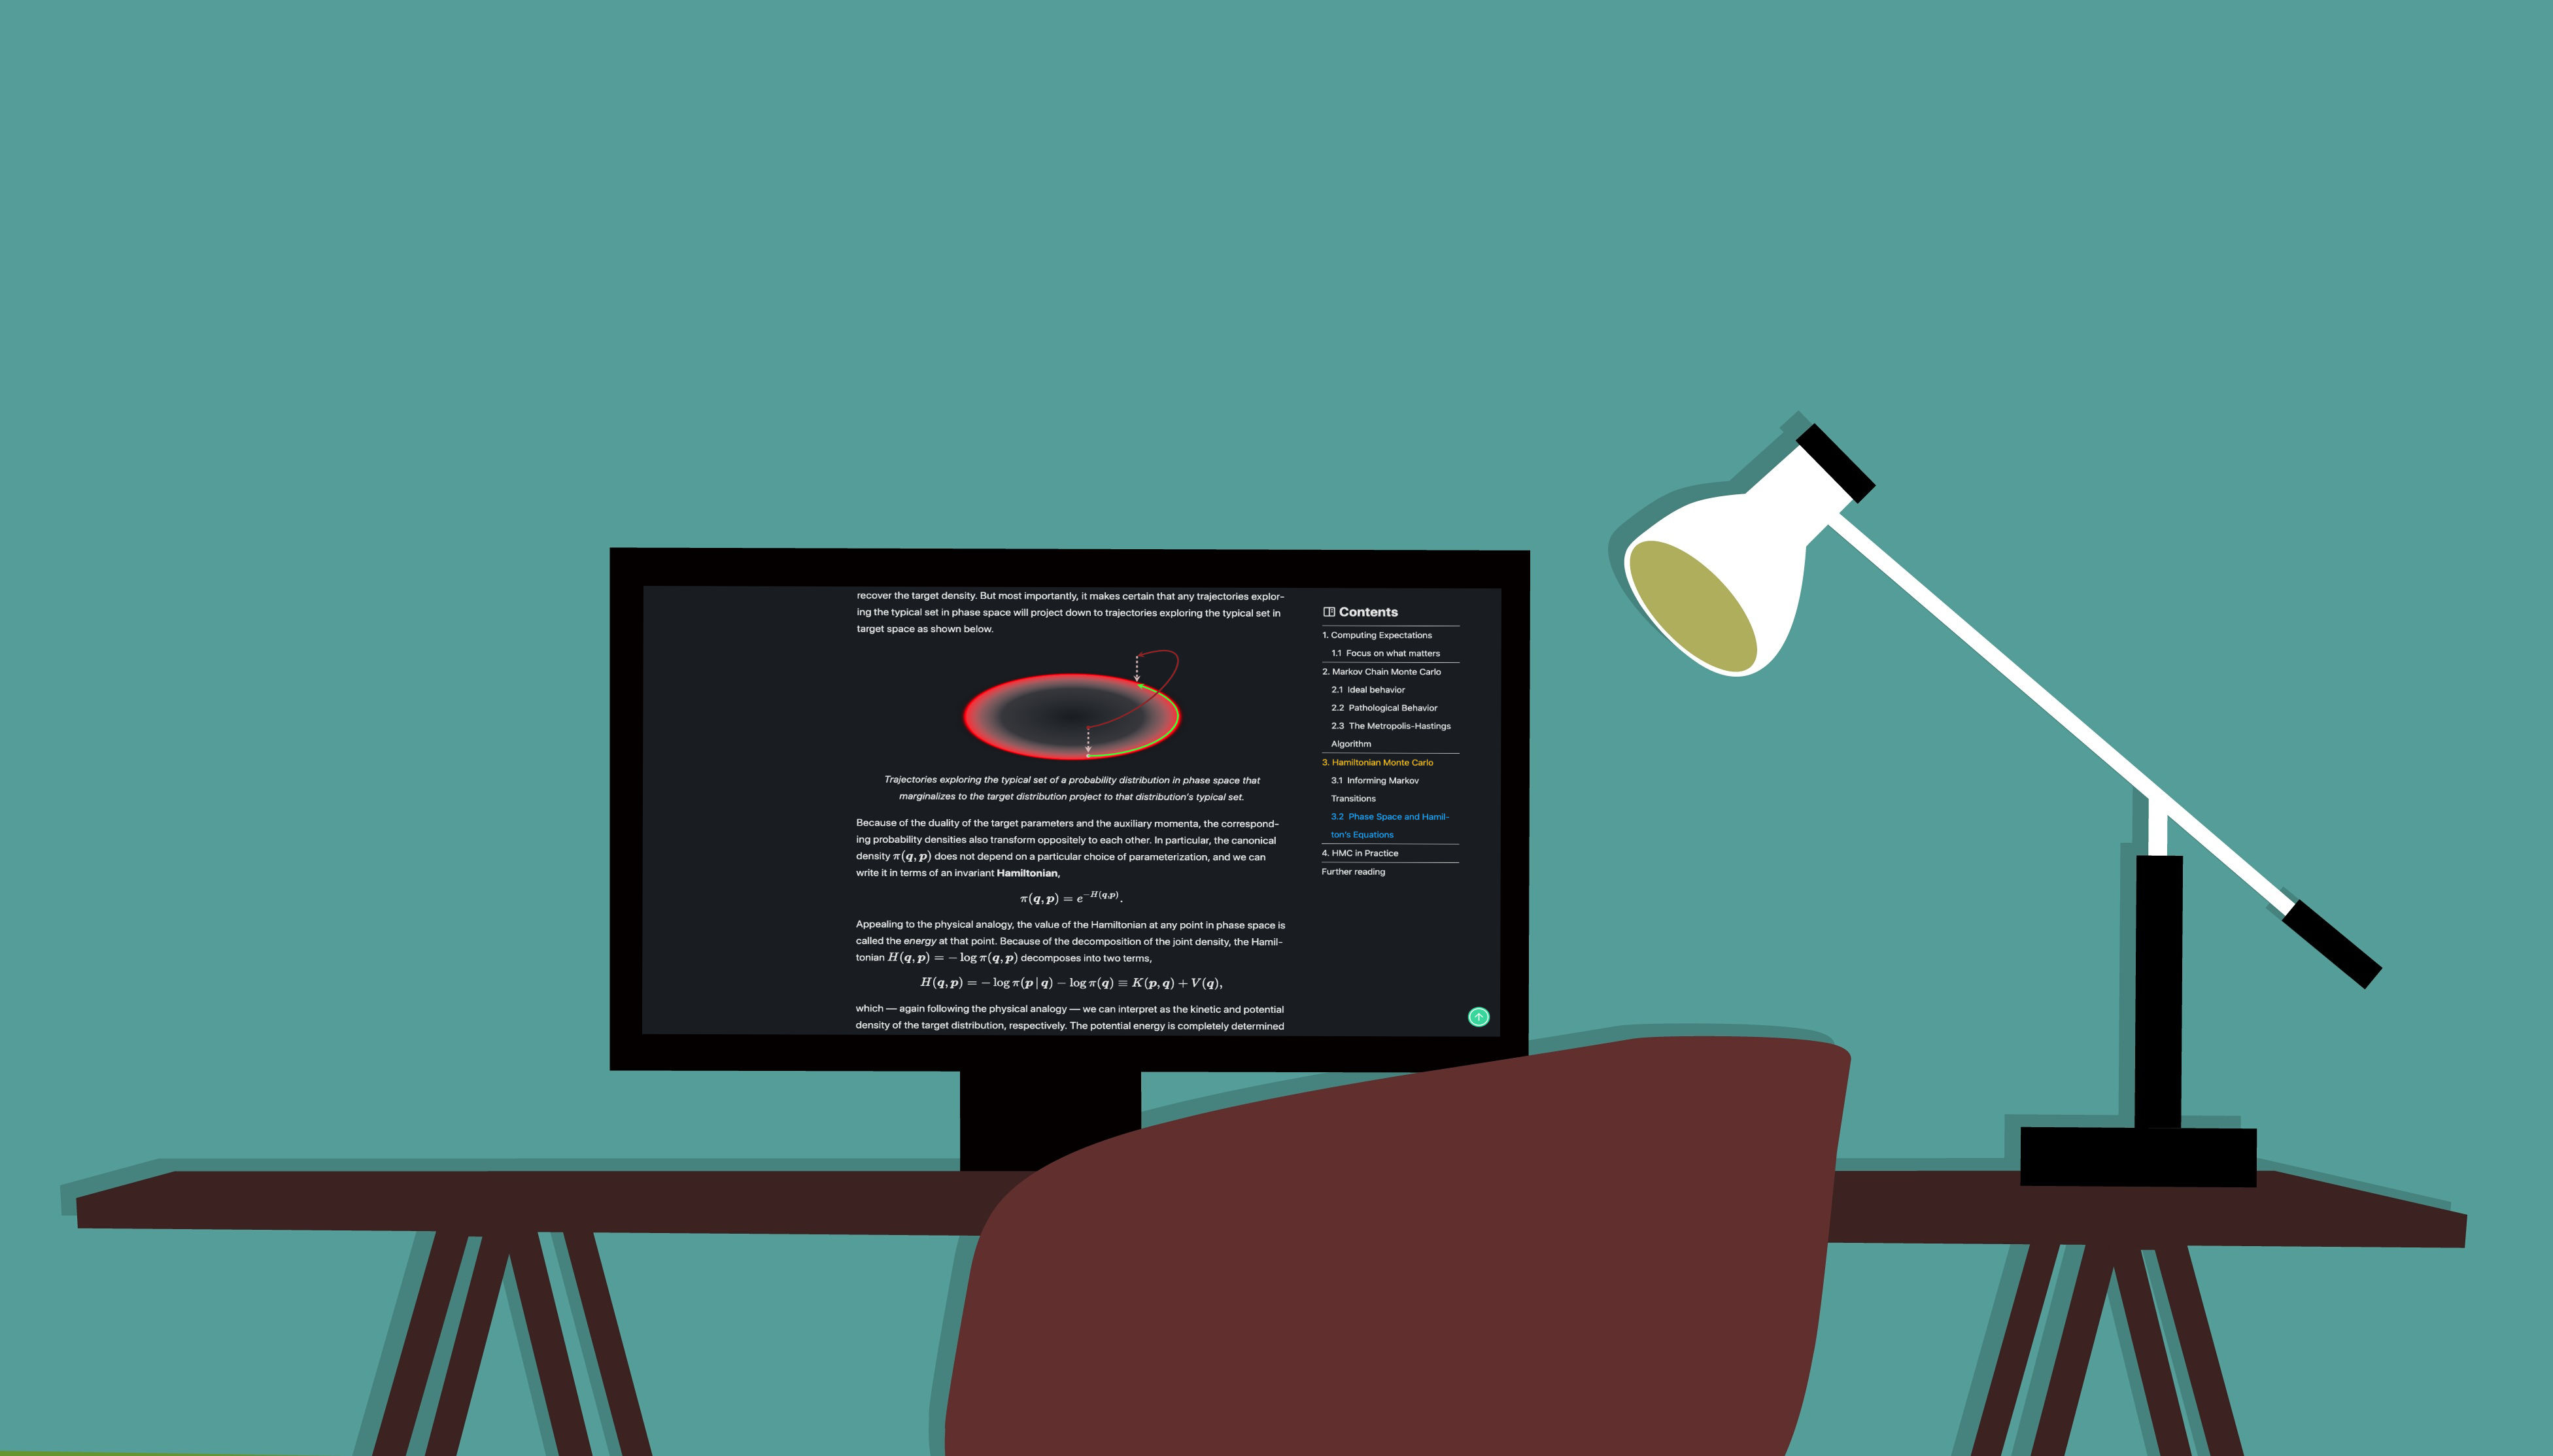 recover the target density. But most importantly, it makes certain that any trajectories explor-
ing the typical set in phase space will project down to trajectories exploring the typical set in
target space as shown below.
Trajectories exploring the typical set of a probability distribution in phase space that
marginalizes to the target distribution project to that distribution's typical set.
Because of the duality of the target parameters and the auxiliary momenta, the correspond-
ing probability densities also transform oppositely to each other. In particular, the canonical
density π(q, p) does not depend on a particular choice of parameterization, and we can
write it in terms of an invariant Hamiltonian,
π(q, p) = e^{−H(q,p)}.
Appealing to the physical analogy, the value of the Hamiltonian at any point in phase space is
called the energy at that point. Because of the decomposition of the joint density, the Hamil-
tonian H(q, p) = − log π(q, p) decomposes into two terms,
H(q, p) = − log π(p | q) − log π(q) ≡ K(p, q) + V(q),
which — again following the physical analogy — we can interpret as the kinetic and potential
density of the target distribution, respectively. The potential energy is completely determined
Contents
1. Computing Expectations
1.1 Focus on what matters
2. Markov Chain Monte Carlo
2.1 Ideal behavior
2.2 Pathological Behavior
2.3 The Metropolis-Hastings
Algorithm
3. Hamiltonian Monte Carlo
3.1 Informing Markov
Transitions
3.2 Phase Space and Hamil-
ton's Equations
4. HMC in Practice
Further reading